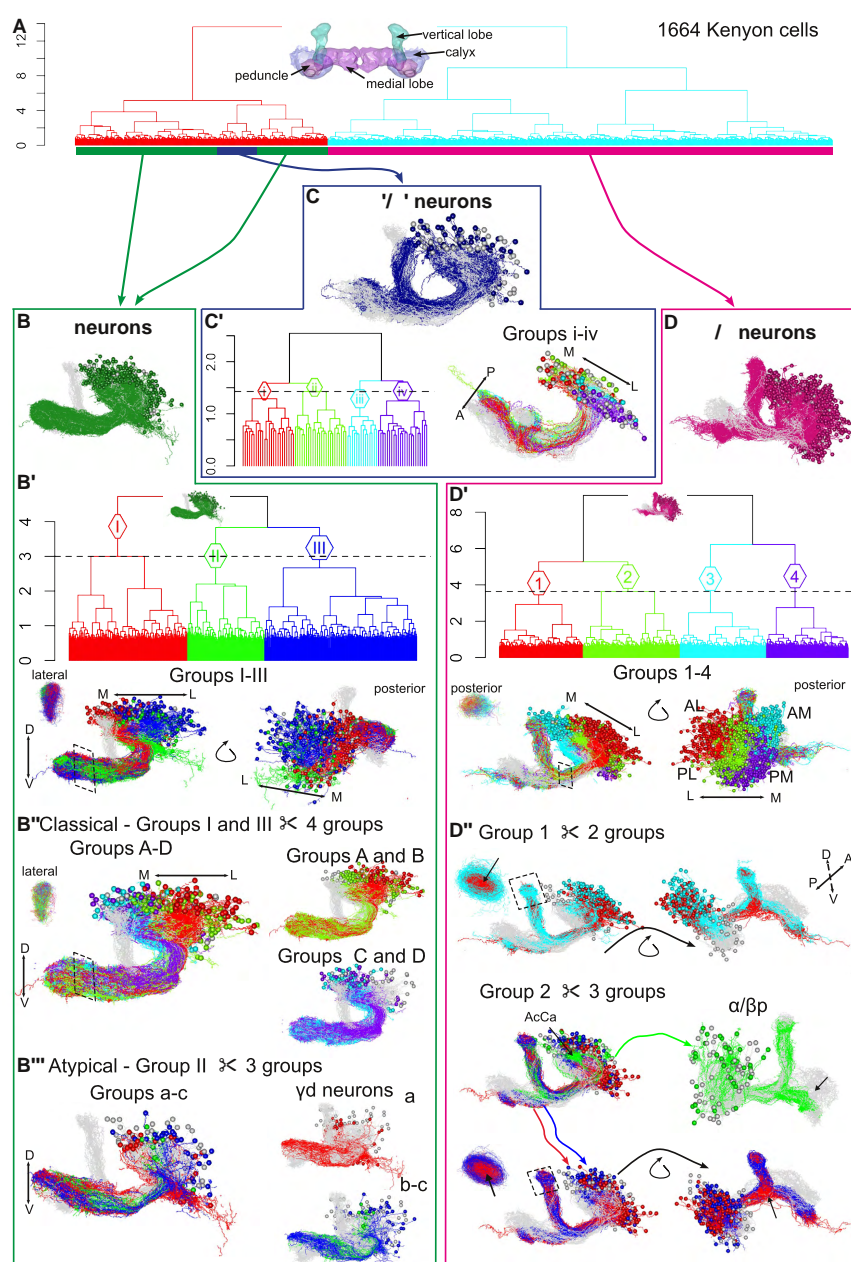 A
1664 Kenyon cells
12
8
4
0
vertical lobe
calyx
peduncle
medial lobe
C
'/ ' neurons
B
neurons
C'
Groups i-iv
2.0
1.0
0.0
i
ii
iii
iv
M
L
P
A
D
/ neurons
B'
4
3
2
1
0
I
II
III
Groups I-III
lateral
M
L
posterior
D
V
L
M
D'
8
6
4
2
0
1
2
3
4
Groups 1-4
posterior
M
L
posterior
AL
AM
PL
PM
L
M
B" Classical - Groups I and III ✂ 4 groups
Groups A-D
lateral
M
L
D
V
Groups A and B
Groups C and D
D" Group 1 ✂ 2 groups
D
A
P
V
Group 2 ✂ 3 groups
AcCa
α/βp
B''' Atypical - Group II ✂ 3 groups
Groups a-c
γd neurons
a
b-c
D
V